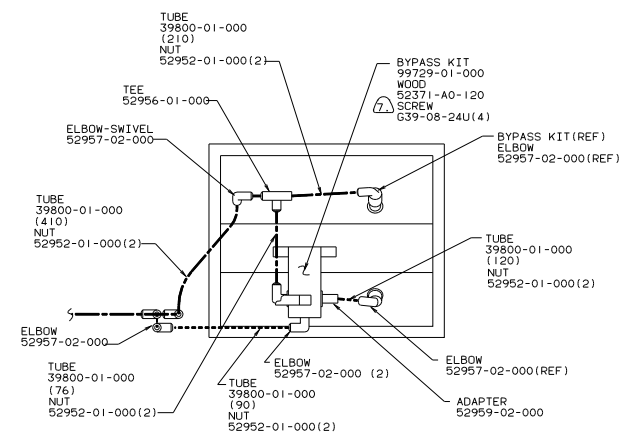 TUBE
39800-01-000
(210)
NUT
52952-01-000(2)
BYPASS KIT
99729-01-000
WOOD
52371-A0-120
7. SCREW
G39-08-24U(4)
TEE
52956-01-000
ELBOW-SWIVEL
52957-02-000
BYPASS KIT(REF)
ELBOW
52957-02-000(REF)
TUBE
39800-01-000
(410)
NUT
52952-01-000(2)
TUBE
39800-01-000
(120)
NUT
52952-01-000(2)
ELBOW
52957-02-000
TUBE
39800-01-000
(76)
NUT
52952-01-000(2)
ELBOW
52957-02-000 (2)
TUBE
39800-01-000
(90)
NUT
52952-01-000(2)
ELBOW
52957-02-000(REF)
ADAPTER
52959-02-000